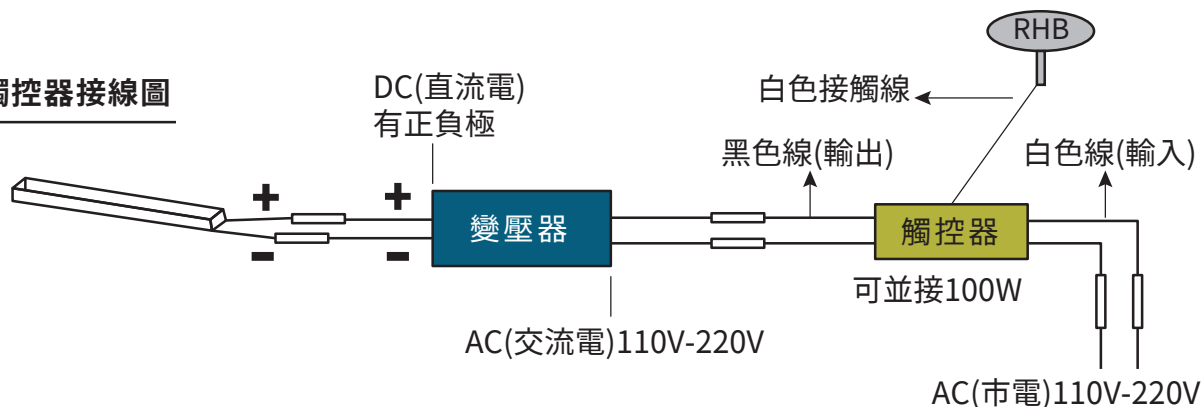 觸控器接線圖
RHB
DC(直流電)
有正負極
白色接觸線
黑色線(輸出)
白色線(輸入)
+
+
變壓器
觸控器
-
-
可並接100W
AC(交流電)110V-220V
AC(市電)110V-220V